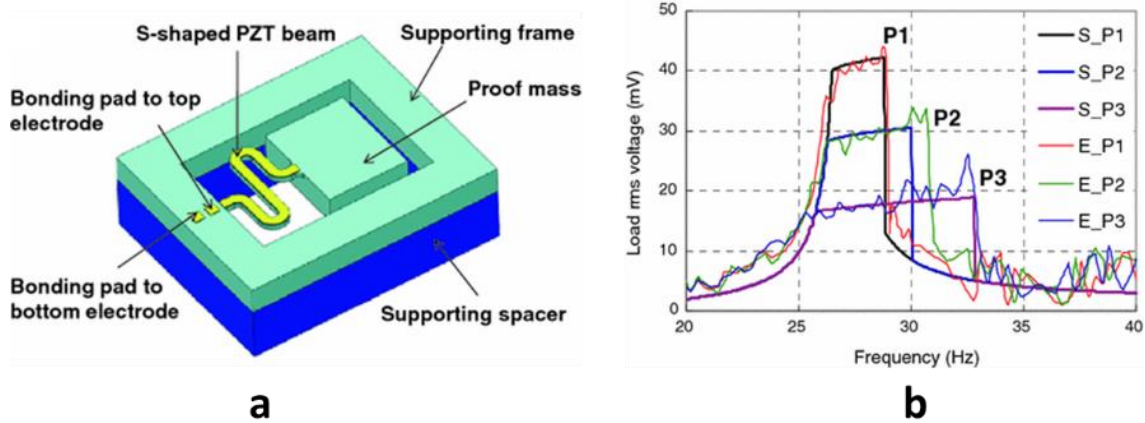 S-shaped PZT beam
Supporting frame
Bonding pad to top
electrode
Proof mass
Bonding pad to
bottom electrode
Supporting spacer
a
50
40
30
20
10
0
Load rms voltage (mV)
20
25
30
35
40
Frequency (Hz)
P1
P2
P3
S_P1
S_P2
S_P3
E_P1
E_P2
E_P3
b